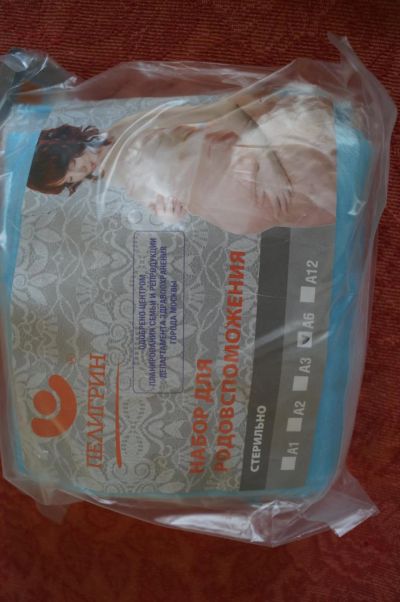 ПЕЛИГРИН
ОДОБРЕНО ЦЕНТРОМ
ПЛАНИРОВАНИЯ СЕМЬИ И РЕПРОДУКЦИИ
ДЕПАРТАМЕНТА ЗДРАВООХРАНЕНИЯ
ГОРОДА МОСКВЫ
НАБОР ДЛЯ
РОДОВСПОМОЖЕНИЯ
СТЕРИЛЬНО
А1 А2 А3 А6 А12